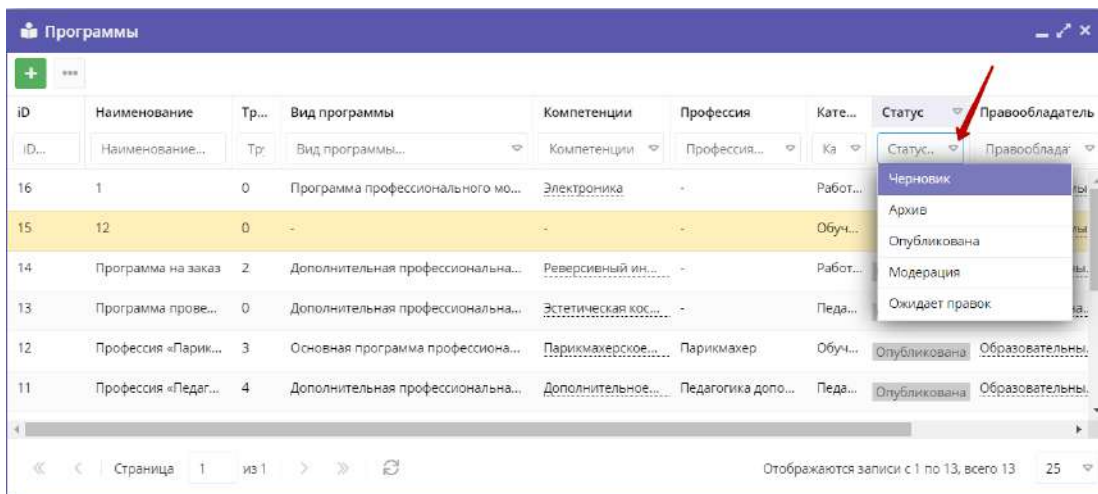 Программы
iD Наименование Тр... Вид программы Компетенции Профессия Кате... Статус Правообладатель
iD... Наименование... Вид программы... Компетенции Профессия... Ка Статус.. Правооблада
Черновик
Архив
Опубликована
Модерация
Ожидает правок
16 1 0 Программа профессионального мо... Электроника - Работ...
15 12 0 - - - Обуч...
14 Программа на заказ 2 Дополнительная профессиональна... Реверсивный ин... - Работ...
13 Программа прове... 0 Дополнительная профессиональна... Эстетическая кос... - Педа...
12 Профессия «Парик... 3 Основная программа профессиона... Парикмахерское... Парикмахер Обуч... Опубликована Образовательны.
11 Профессия «Педаг... 4 Дополнительная профессиональна... Дополнительное... Педагогика допо... Педа... Опубликована Образовательны.
Страница 1 из 1 Отображаются записи с 1 по 13, всего 13 25